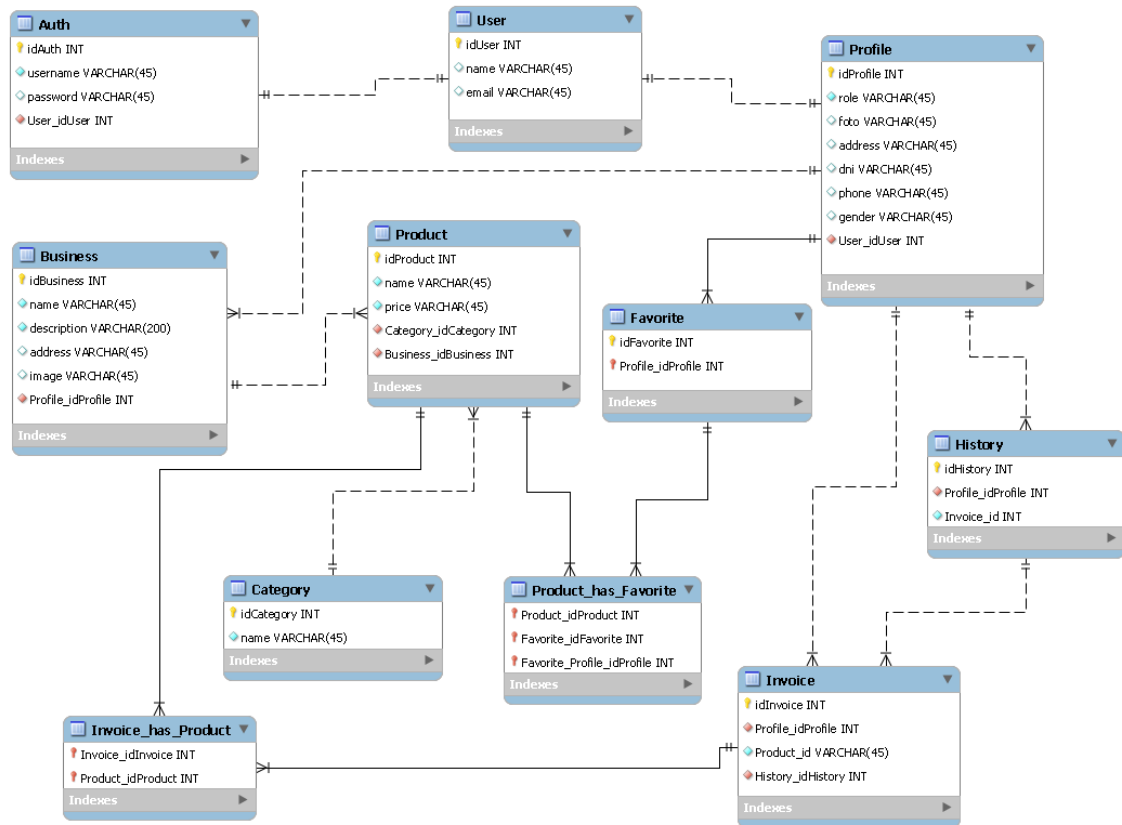 Auth
idAuth INT
username VARCHAR(45)
password VARCHAR(45)
User_idUser INT
Indexes
User
idUser INT
name VARCHAR(45)
email VARCHAR(45)
Indexes
Profile
idProfile INT
role VARCHAR(45)
foto VARCHAR(45)
address VARCHAR(45)
dni VARCHAR(45)
phone VARCHAR(45)
gender VARCHAR(45)
User_idUser INT
Indexes
Business
idBusiness INT
name VARCHAR(45)
description VARCHAR(200)
address VARCHAR(45)
image VARCHAR(45)
Profile_idProfile INT
Indexes
Product
idProduct INT
name VARCHAR(45)
price VARCHAR(45)
Category_idCategory INT
Business_idBusiness INT
Indexes
Favorite
idFavorite INT
Profile_idProfile INT
Indexes
History
idHistory INT
Profile_idProfile INT
Invoice_id INT
Indexes
Category
idCategory INT
name VARCHAR(45)
Indexes
Product_has_Favorite
Product_idProduct INT
Favorite_idFavorite INT
Favorite_Profile_idProfile INT
Indexes
Invoice
idInvoice INT
Profile_idProfile INT
Product_id VARCHAR(45)
History_idHistory INT
Indexes
Invoice_has_Product
Invoice_idInvoice INT
Product_idProduct INT
Indexes